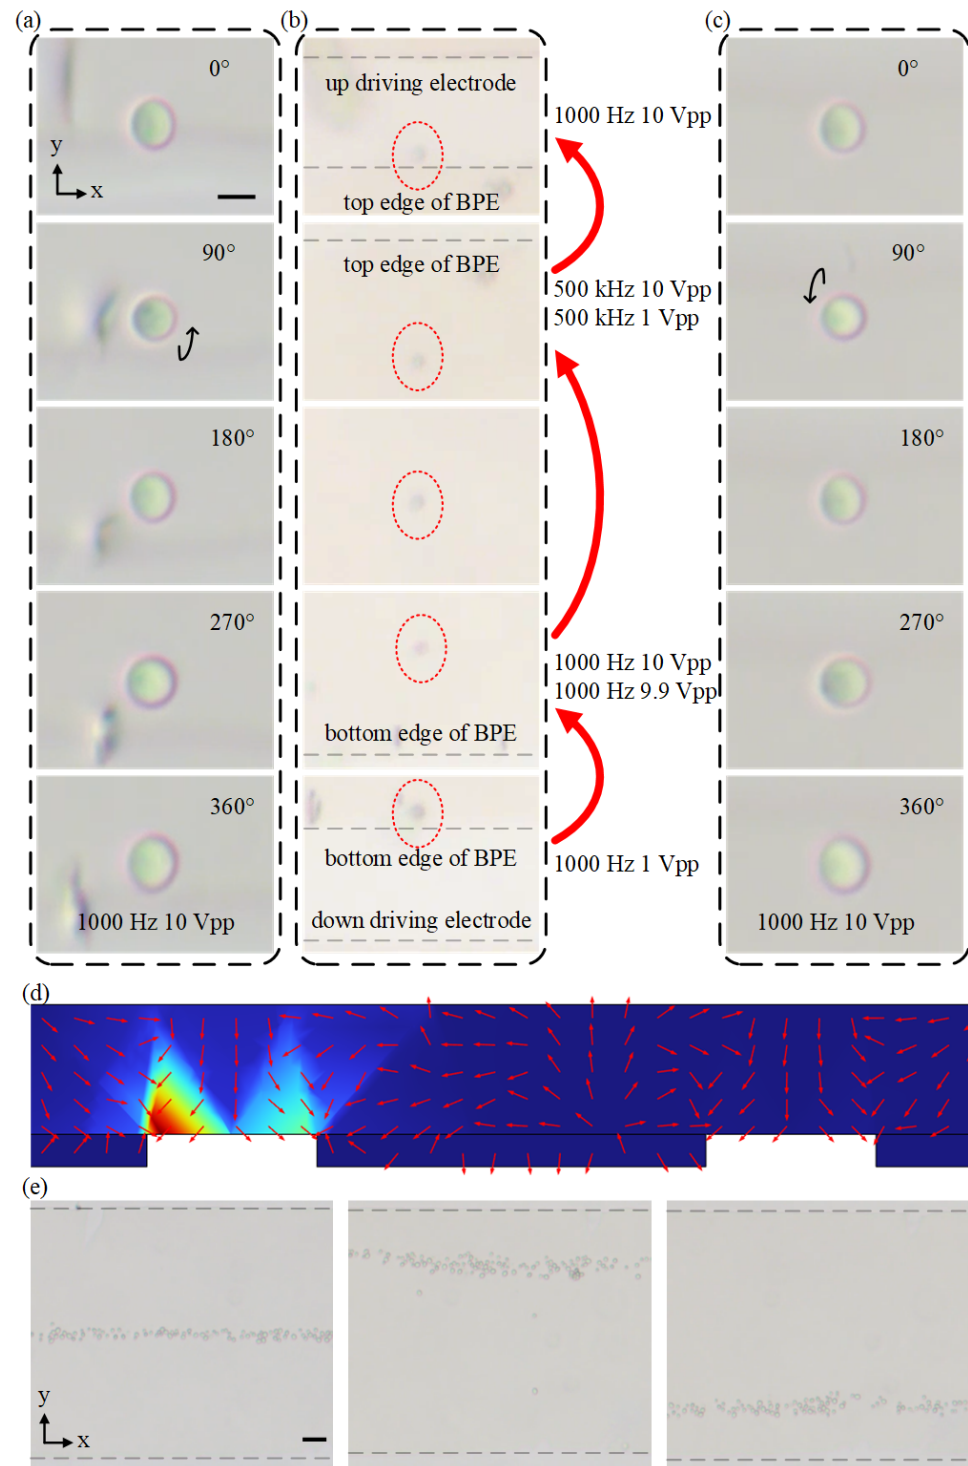 (a)
0°
y
x
90°
180°
270°
360°
1000 Hz 10 Vpp
(b)
up driving electrode
top edge of BPE
top edge of BPE
bottom edge of BPE
bottom edge of BPE
down driving electrode
1000 Hz 10 Vpp
500 kHz 10 Vpp
500 kHz 1 Vpp
1000 Hz 10 Vpp
1000 Hz 9.9 Vpp
1000 Hz 1 Vpp
(c)
0°
90°
180°
270°
360°
1000 Hz 10 Vpp
(d)
(e)
y
x